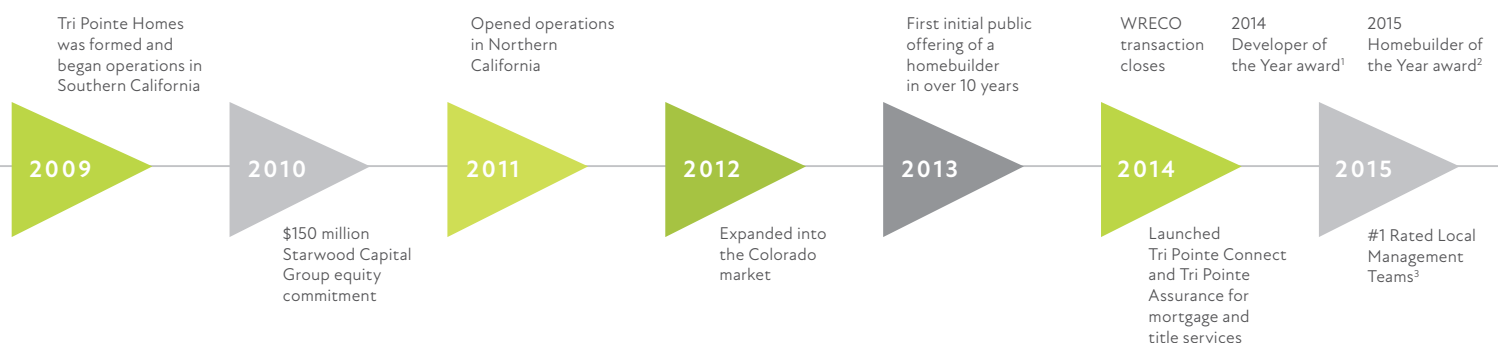 Tri Pointe Homes
was formed and
began operations in
Southern California
2009
2010
$150 million
Starwood Capital
Group equity
commitment
Opened operations
in Northern
California
2011
2012
Expanded into
the Colorado
market
First initial public
offering of a
homebuilder
in over 10 years
2013
WRECO
transaction
closes
2014
Developer of
the Year award¹
2014
Launched
Tri Pointe Connect
and Tri Pointe
Assurance for
mortgage and
title services
2015
Homebuilder of
the Year award²
2015
#1 Rated Local
Management
Teams³